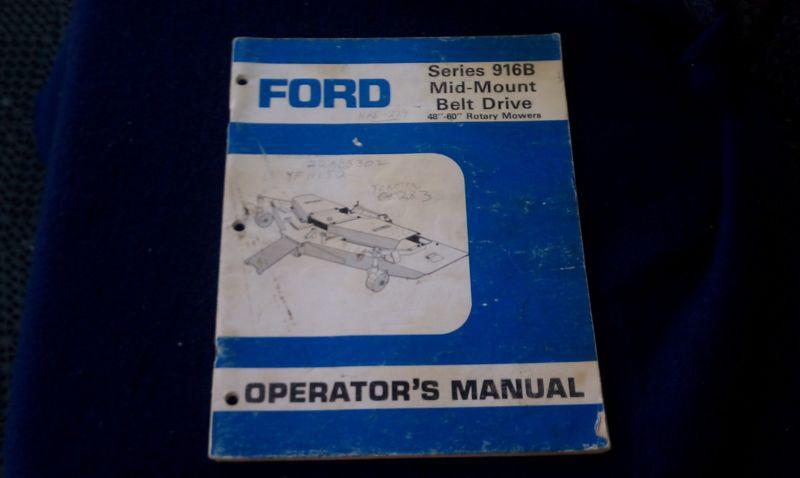 FORD
Series 916B
Mid-Mount
Belt Drive
48"-60" Rotary Mowers
OPERATOR'S MANUAL